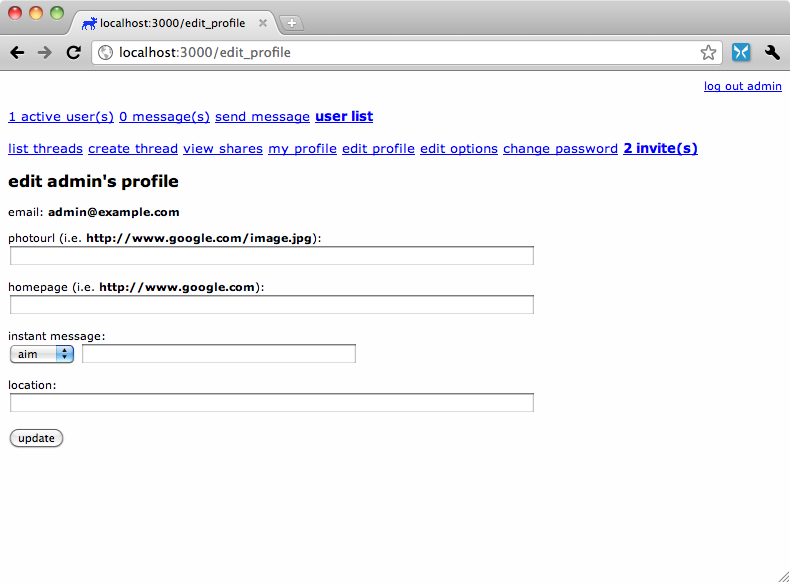 localhost:3000/edit_profile
localhost:3000/edit_profile
log out admin
1 active user(s) 0 message(s) send message user list
list threads create thread view shares my profile edit profile edit options change password 2 invite(s)
edit admin's profile
email: admin@example.com
photourl (i.e. http://www.google.com/image.jpg):
homepage (i.e. http://www.google.com):
instant message:
aim
location:
update